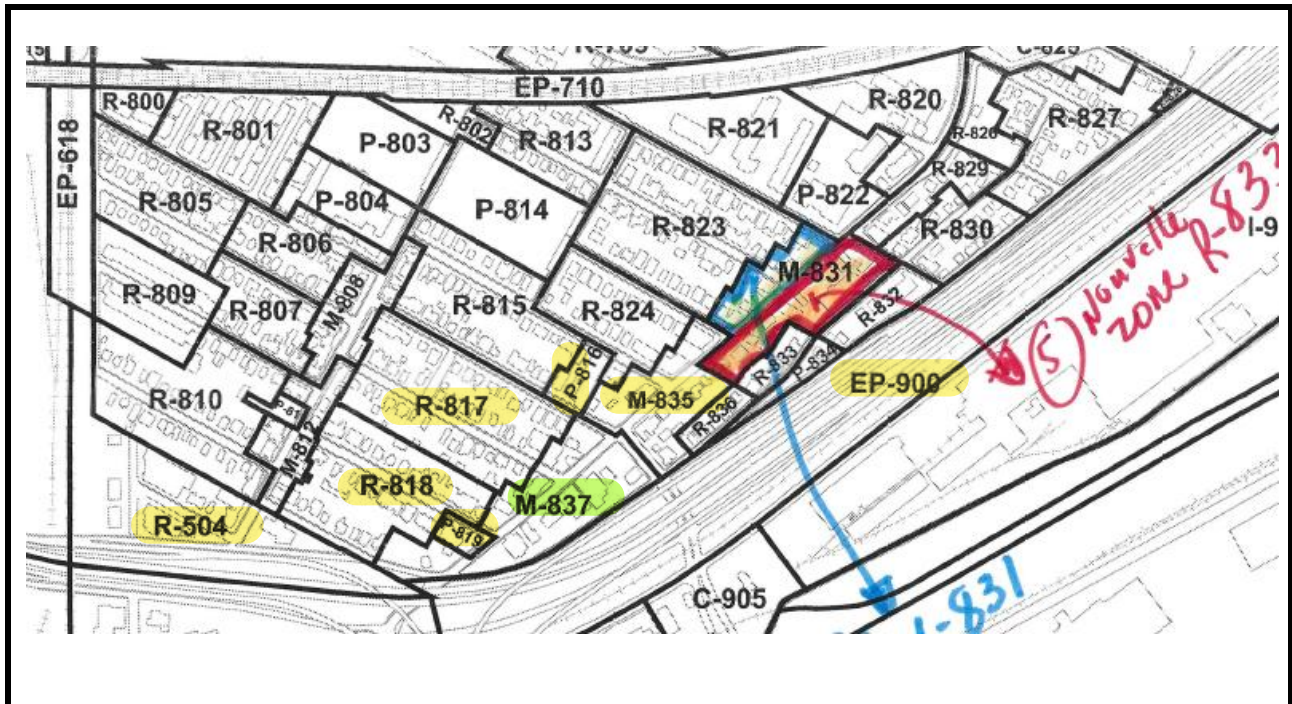 EP-710
R-820
R-800
R-801
R-802
R-813
R-821
R-827
P-803
EP-618
R-829
P-804
P-822
R-805
P-814
R-823
R-830
R-806
M-831
R-809
M-808
R-807
R-815
R-824
R-832
⑤ Nouvelle
zone R-833
R-833
P-834
P-816
EP-900
M-835
R-810
R-817
R-836
M-812
R-818
M-837
R-504
P-819
C-905